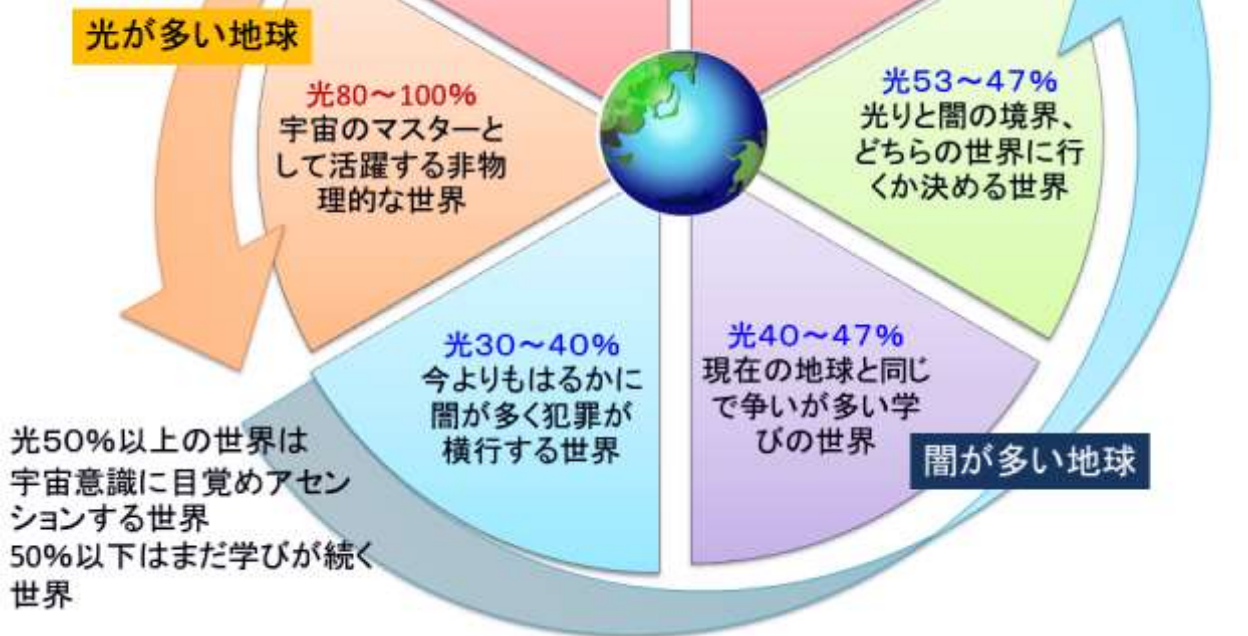 光が多い地球
光80～100%
宇宙のマスターと
して活躍する非物
理的な世界
光53～47%
光りと闇の境界、
どちらの世界に行
くか決める世界
光30～40%
今よりもはるかに
闇が多く犯罪が
横行する世界
光40～47%
現在の地球と同じ
で争いが多い学
びの世界
闇が多い地球
光50%以上の世界は
宇宙意識に目覚めアセン
ションする世界
50%以下はまだ学びが続く
世界